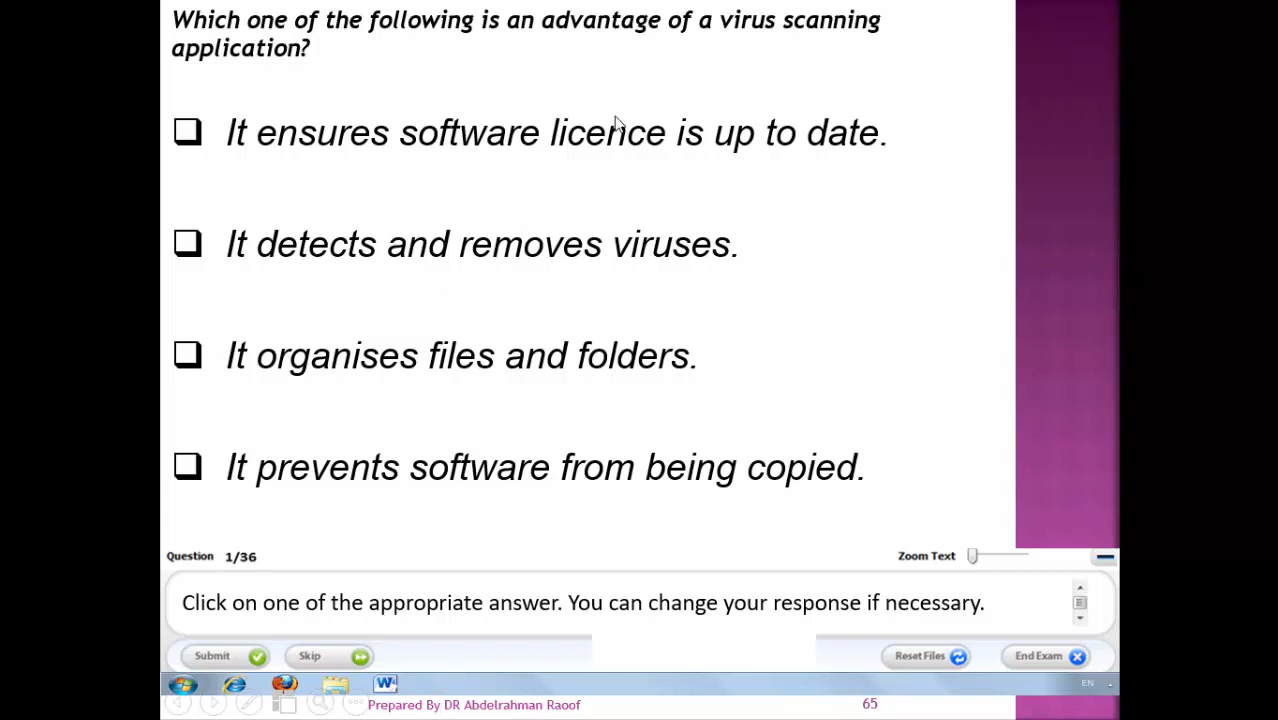 Which one of the following is an advantage of a virus scanning
application?
It ensures software licence is up to date.
It detects and removes viruses.
It organises files and folders.
It prevents software from being copied.
Question 1/36
Zoom Text
Click on one of the appropriate answer. You can change your response if necessary.
Submit
Skip
Reset Files
End Exam
EN
Prepared By DR Abdelrahman Raoof
65